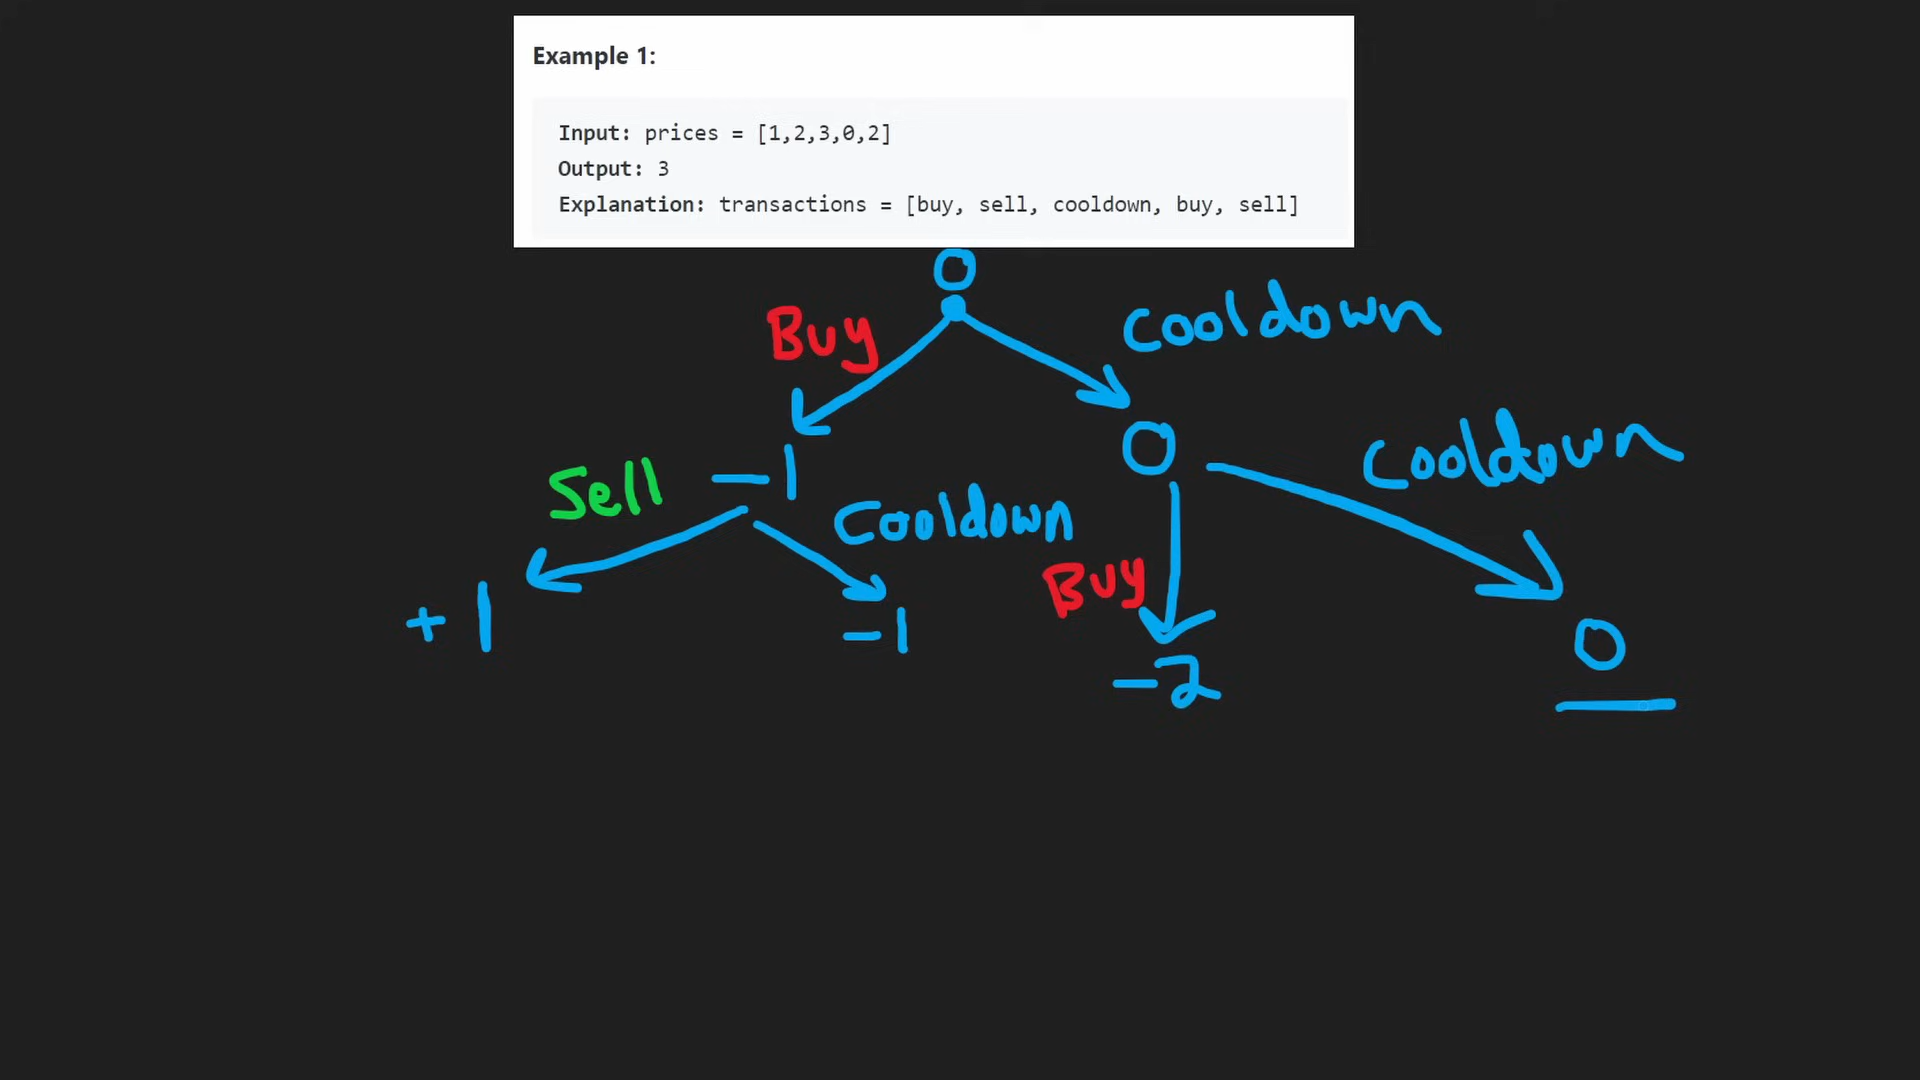 Example 1:
Input: prices = [1,2,3,0,2]
Output: 3
Explanation: transactions = [buy, sell, cooldown, buy, sell]
0
Buy
Cooldown
-1
0
Sell
Cooldown
Cooldown
Buy
+1
-1
-2
0